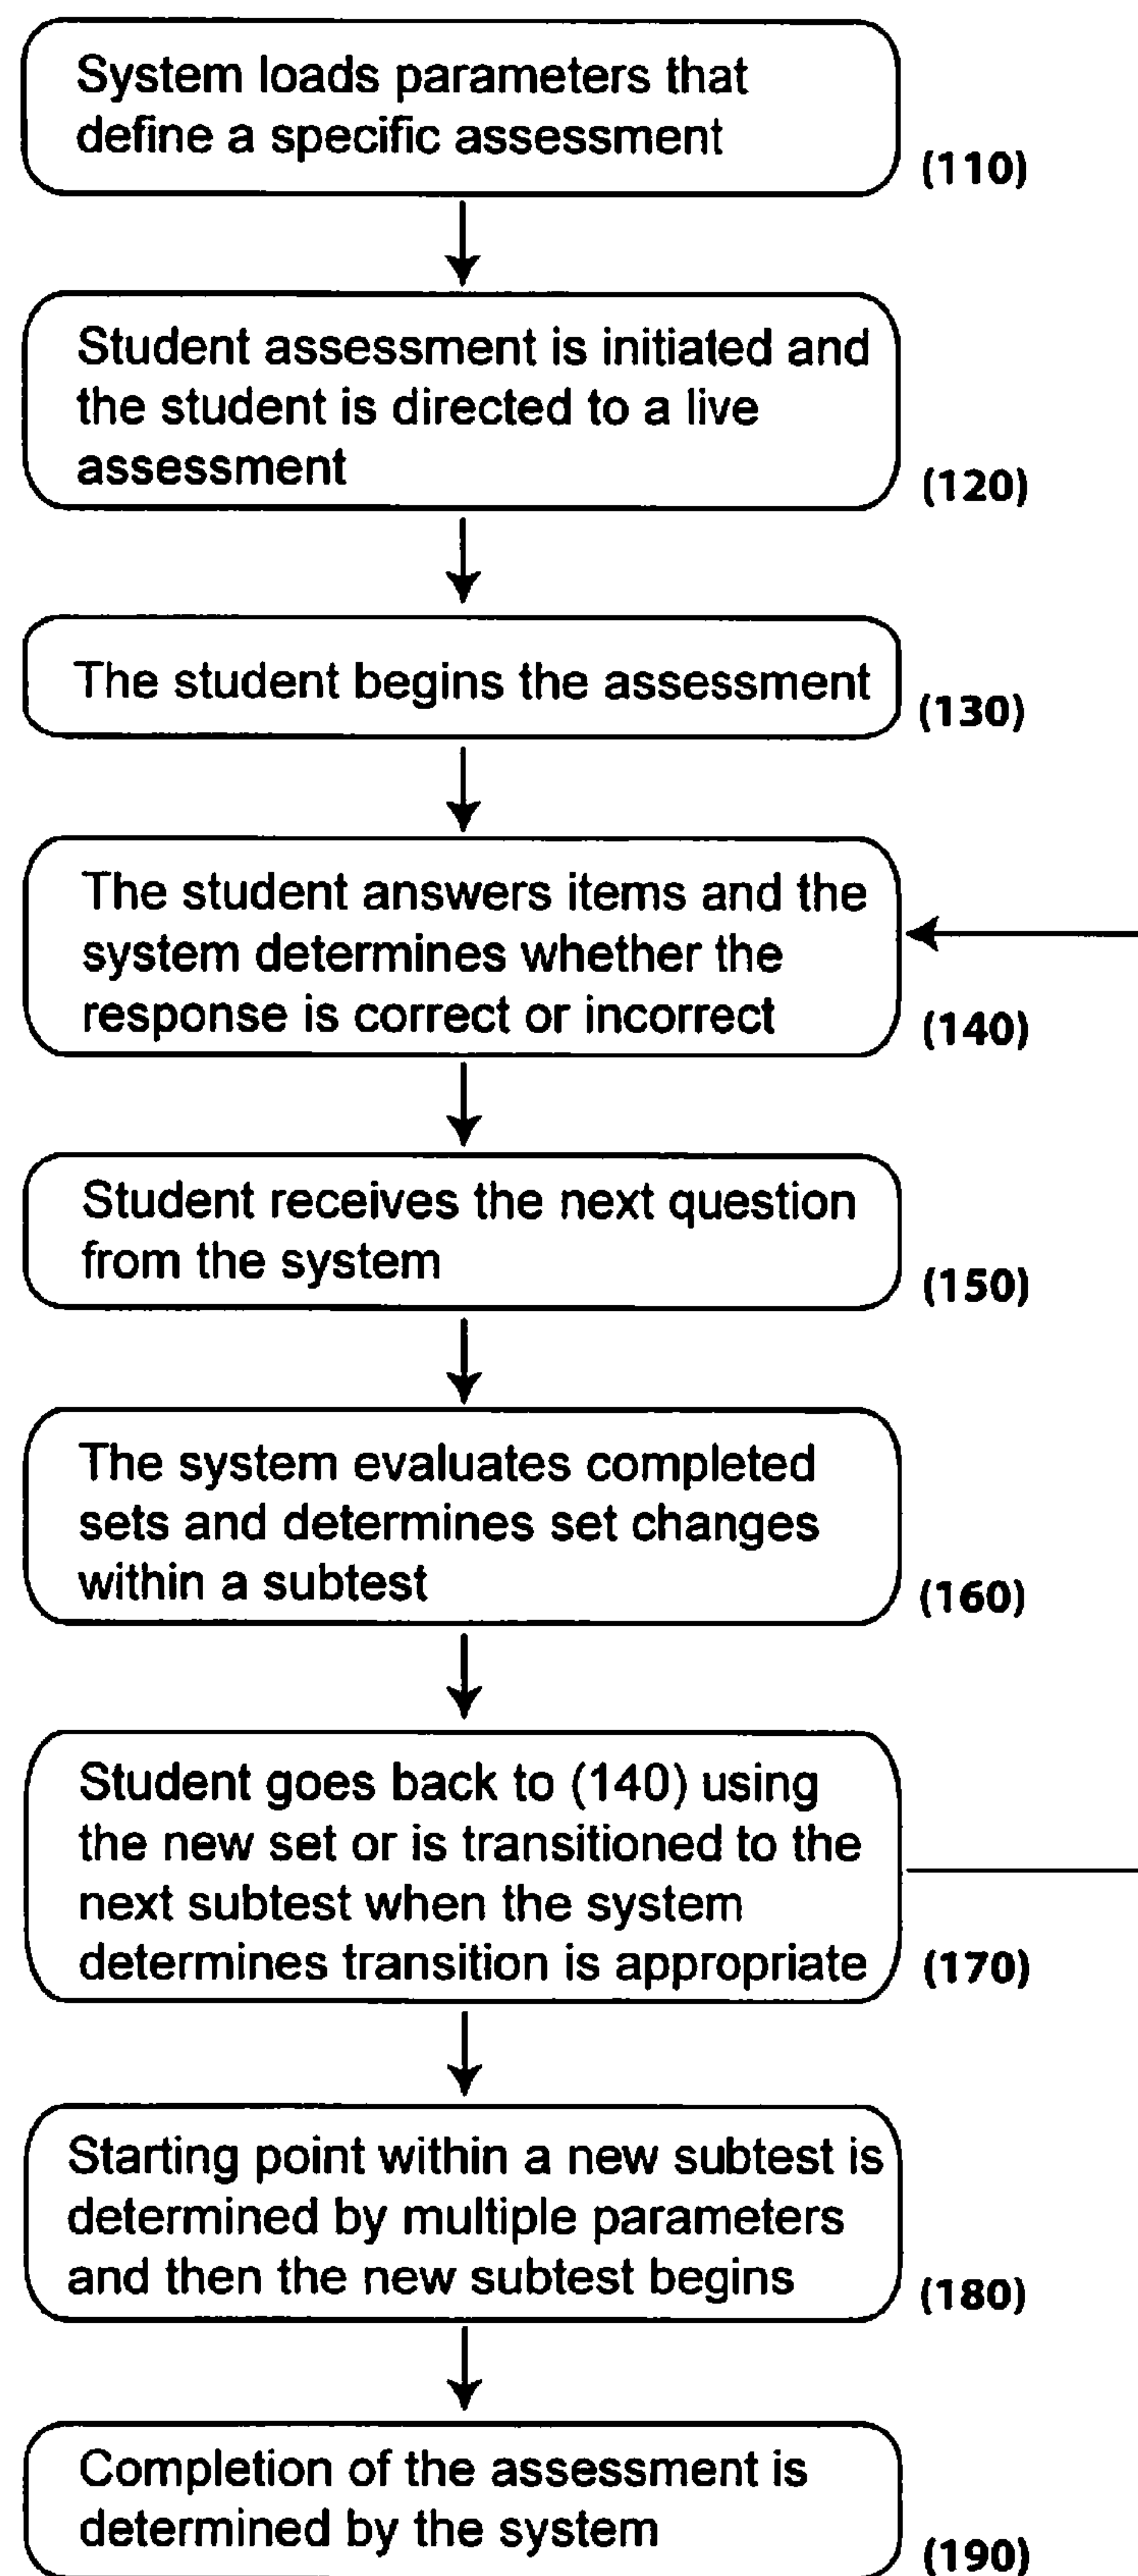 System loads parameters that
define a specific assessment
(110)
Student assessment is initiated and
the student is directed to a live
assessment
(120)
The student begins the assessment
(130)
The student answers items and the
system determines whether the
response is correct or incorrect
(140)
Student receives the next question
from the system
(150)
The system evaluates completed
sets and determines set changes
within a subtest
(160)
Student goes back to (140) using
the new set or is transitioned to the
next subtest when the system
determines transition is appropriate
(170)
Starting point within a new subtest is
determined by multiple parameters
and then the new subtest begins
(180)
Completion of the assessment is
determined by the system
(190)